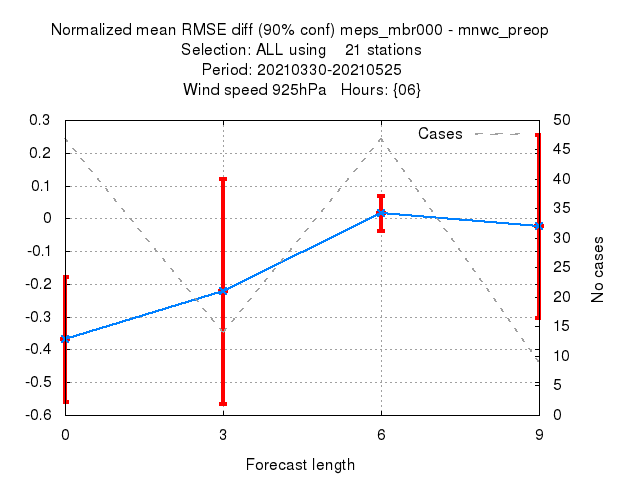 Normalized mean RMSE diff (90% conf) meps_mbr000 - mnwc_preop
Selection: ALL using 21 stations
Period: 20210330-20210525
Wind speed 925hPa Hours: {06}
Cases
0.3
0.2
0.1
0
-0.1
-0.2
-0.3
-0.4
-0.5
-0.6
50
45
40
35
30
25
20
15
10
5
0
No cases
0 3 6 9
Forecast length